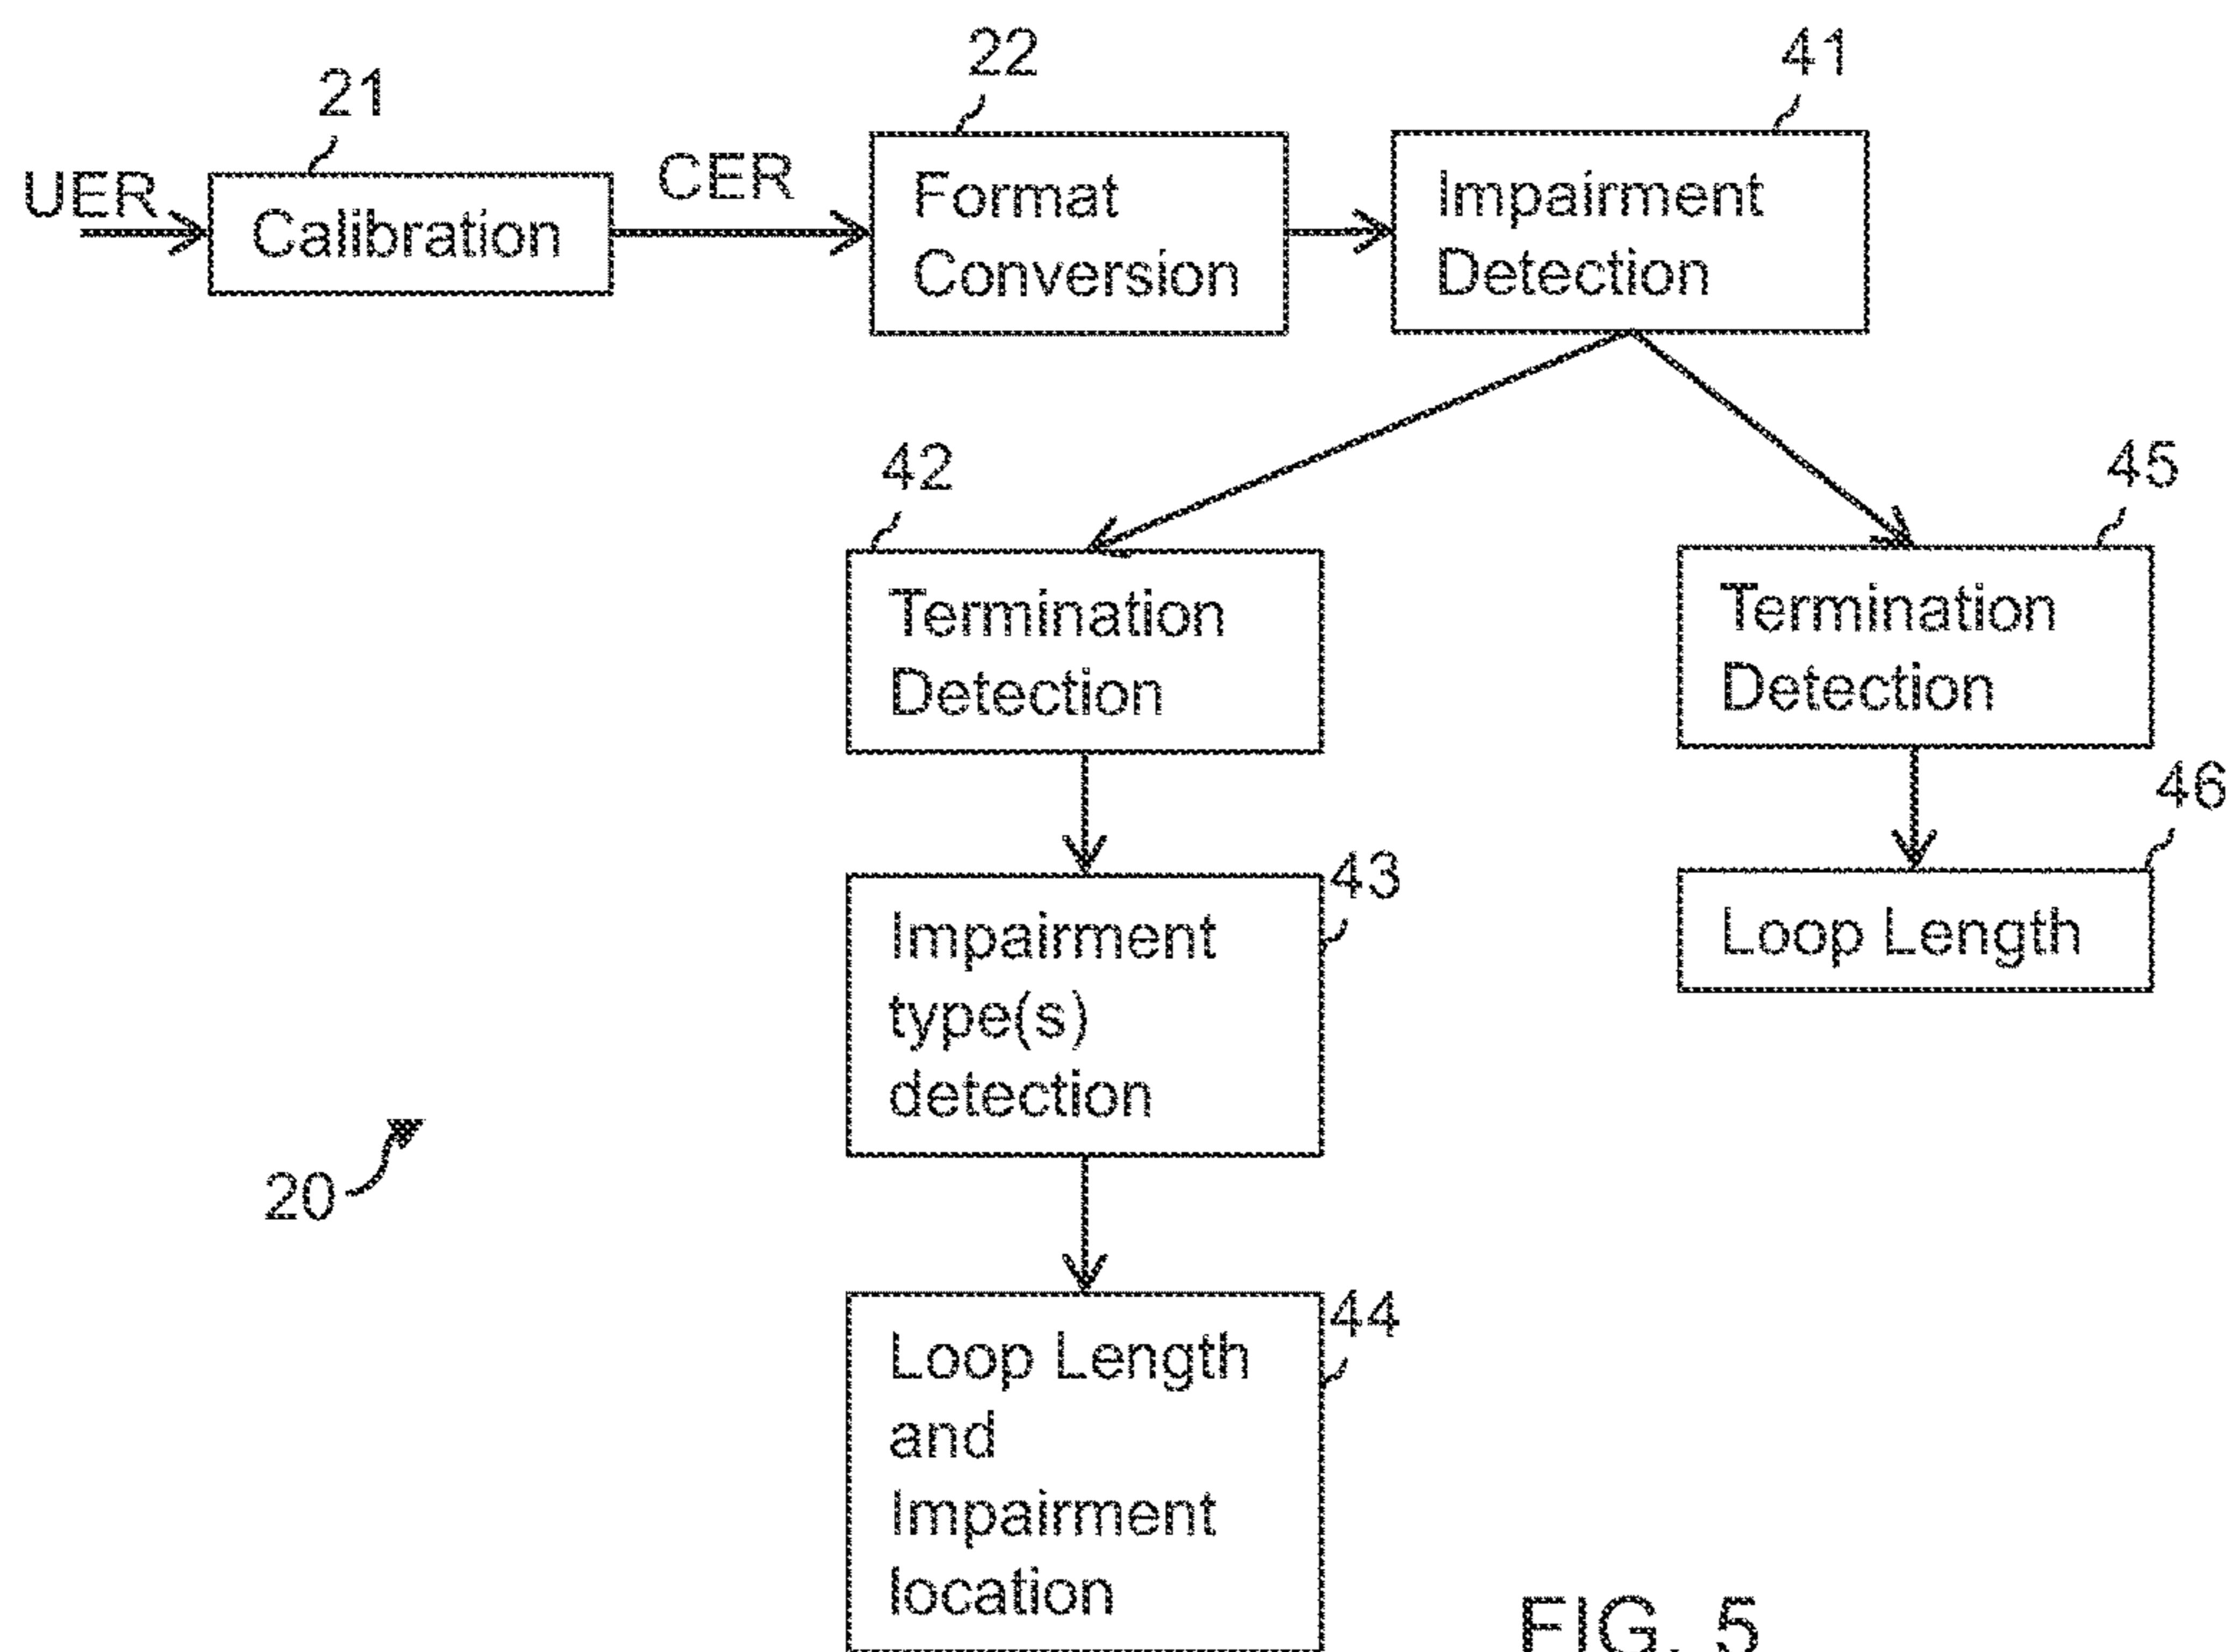 22
41
21
UER
CER
Calibration
Format
Conversion
Impairment
Detection
42
45
Termination
Detection
Termination
Detection
46
43
Impairment
type(s)
detection
Loop Length
20
44
Loop Length
and
Impairment
location
FIG. 5